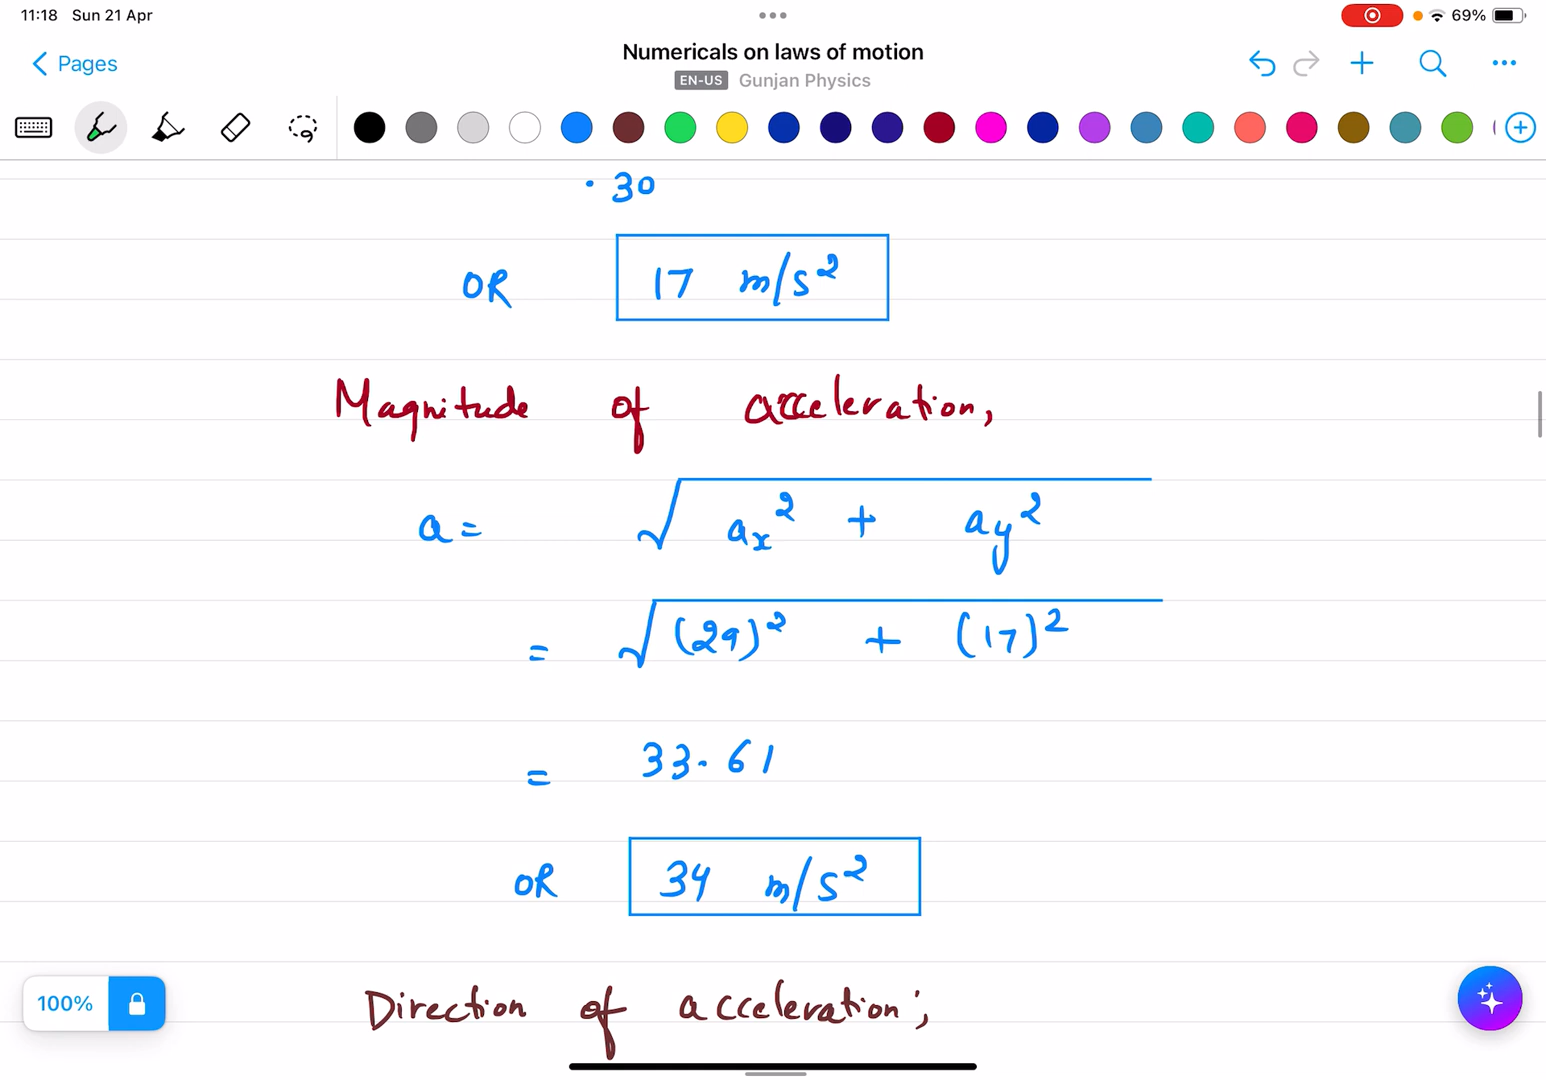 11:18 Sun 21 Apr
69%
Pages
Numericals on laws of motion
EN-US Gunjan Physics
. 30
OR 17 m/s²
Magnitude of acceleration,
a = √ ax² + ay²
= √ (29)² + (17)²
= 33.61
OR 34 m/s²
100%
Direction of acceleration;